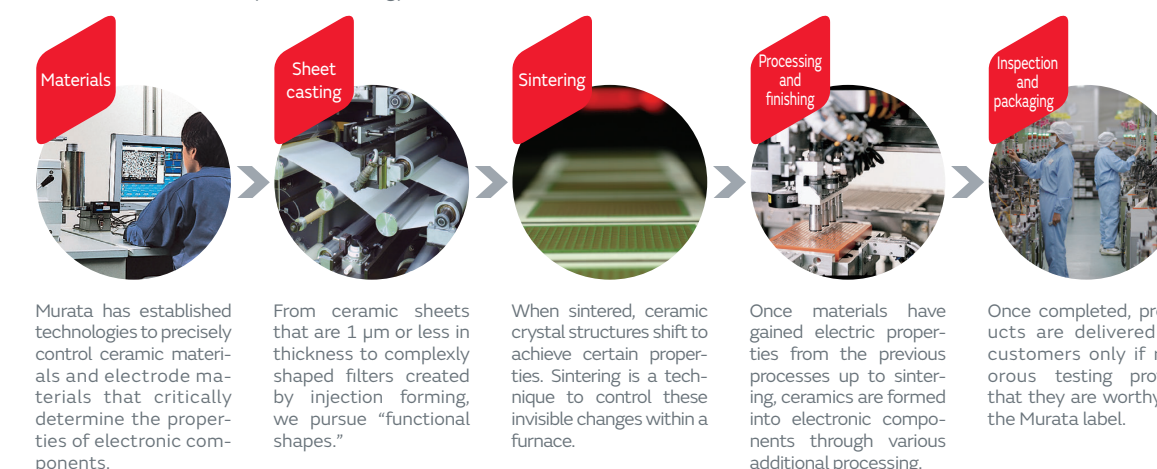 Materials
Sheet
casting
Sintering
Processing
and
finishing
Inspection
and
packaging
Murata has established
technologies to precisely
control ceramic materi-
als and electrode ma-
terials that critically
determine the proper-
ties of electronic com-
ponents.
From ceramic sheets
that are 1 μm or less in
thickness to complexly
shaped filters created
by injection forming,
we pursue “functional
shapes.”
When sintered, ceramic
crystal structures shift to
achieve certain proper-
ties. Sintering is a tech-
nique to control these
invisible changes within a
furnace.
Once materials have
gained electric proper-
ties from the previous
processes up to sinter-
ing, ceramics are formed
into electronic compo-
nents through various
additional processing.
Once completed,
ucts are delivered
customers only if
orous testing
that they are worthy
the Murata label.